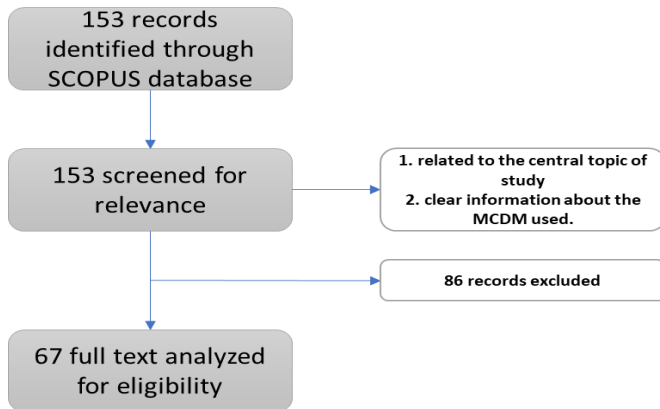 153 records
identified through
SCOPUS database
153 screened for
relevance
1. related to the central topic of
study
2. clear information about the
MCDM used.
86 records excluded
67 full text analyzed
for eligibility